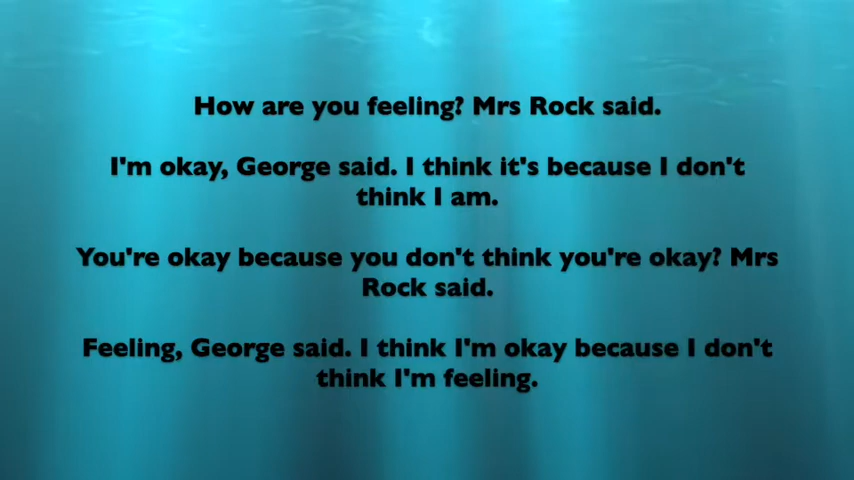 How are you feeling? Mrs Rock said.
I'm okay, George said. I think it's because I don't
think I am.
You're okay because you don't think you're okay? Mrs
Rock said.
Feeling, George said. I think I'm okay because I don't
think I'm feeling.